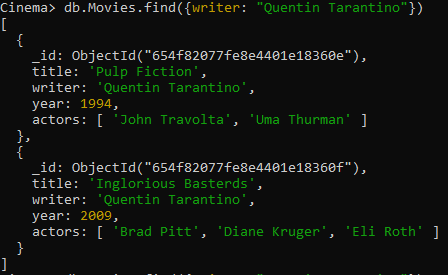 Cinema> db.Movies.find({writer: "Quentin Tarantino"})
[
  {
    _id: ObjectId("654f82077fe8e4401e18360e"),
    title: 'Pulp Fiction',
    writer: 'Quentin Tarantino',
    year: 1994,
    actors: [ 'John Travolta', 'Uma Thurman' ]
  },
  {
    _id: ObjectId("654f82077fe8e4401e18360f"),
    title: 'Inglorious Basterds',
    writer: 'Quentin Tarantino',
    year: 2009,
    actors: [ 'Brad Pitt', 'Diane Kruger', 'Eli Roth' ]
  }
]